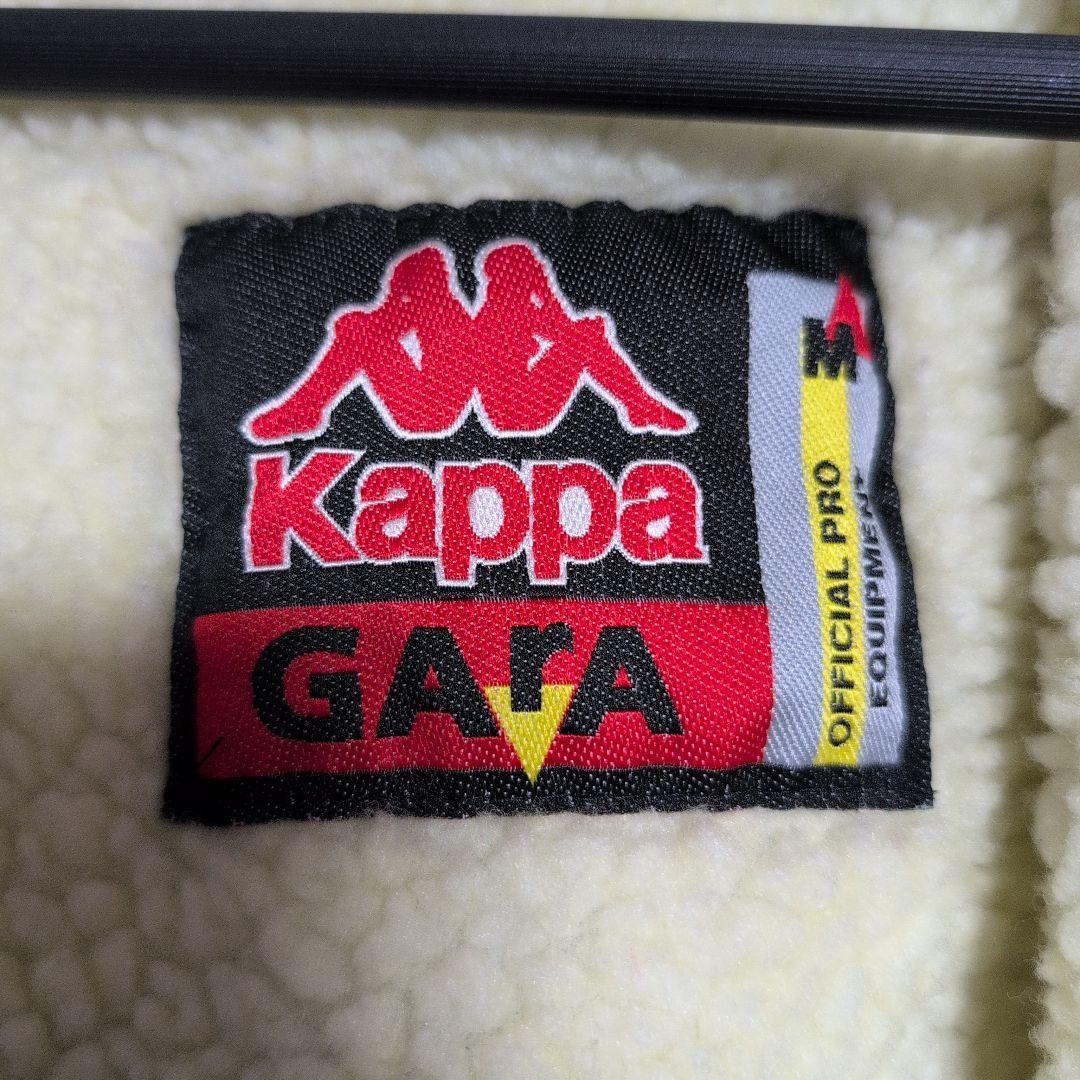 Kappa
GArA
M
OFFICIAL PRO
EQUIPMENT